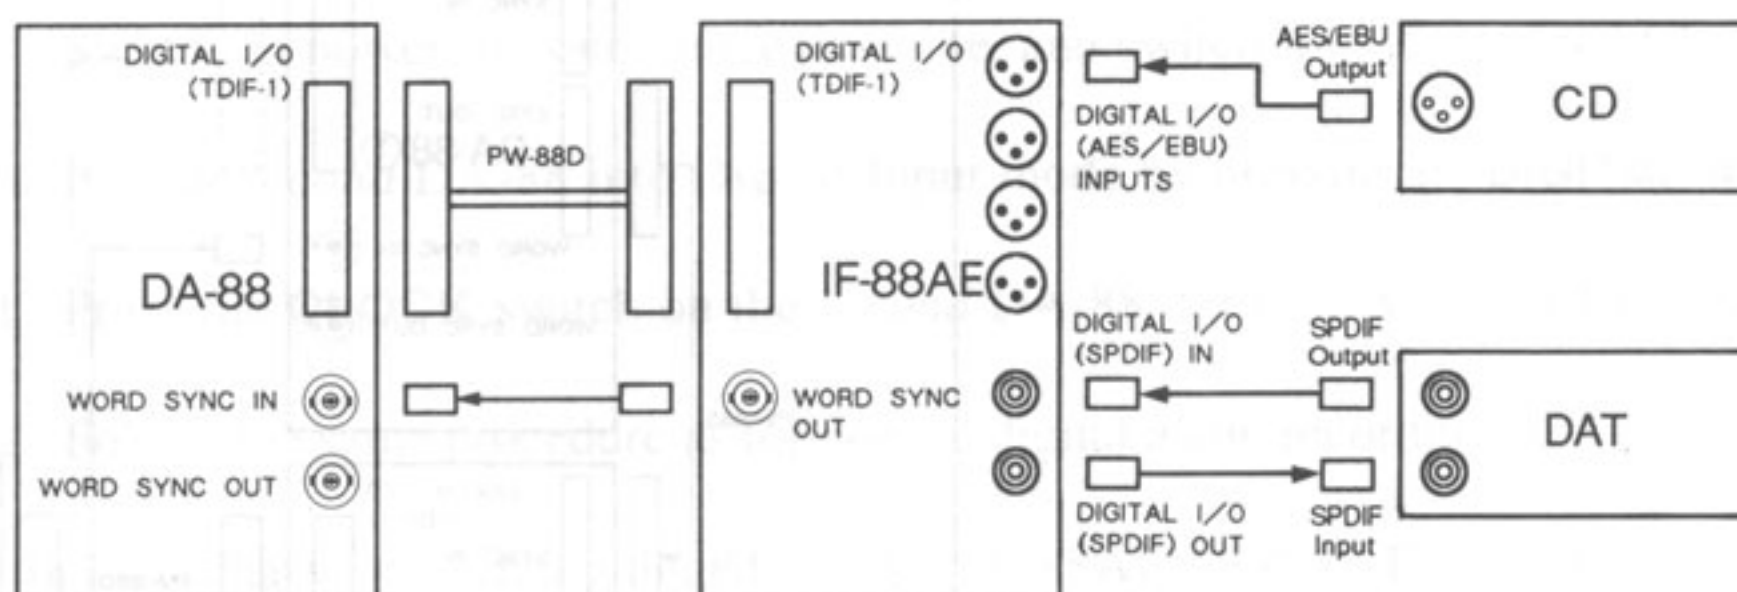 DIGITAL I/O
(TDIF-1)
PW-88D
DA-88
WORD SYNC IN
WORD SYNC OUT
DIGITAL I/O
(TDIF-1)
IF-88AE
WORD SYNC
OUT
AES/EBU
Output
DIGITAL I/O
(AES/EBU)
INPUTS
CD
DIGITAL I/O
(SPDIF) IN
SPDIF
Output
DAT
DIGITAL I/O
(SPDIF) OUT
SPDIF
Input